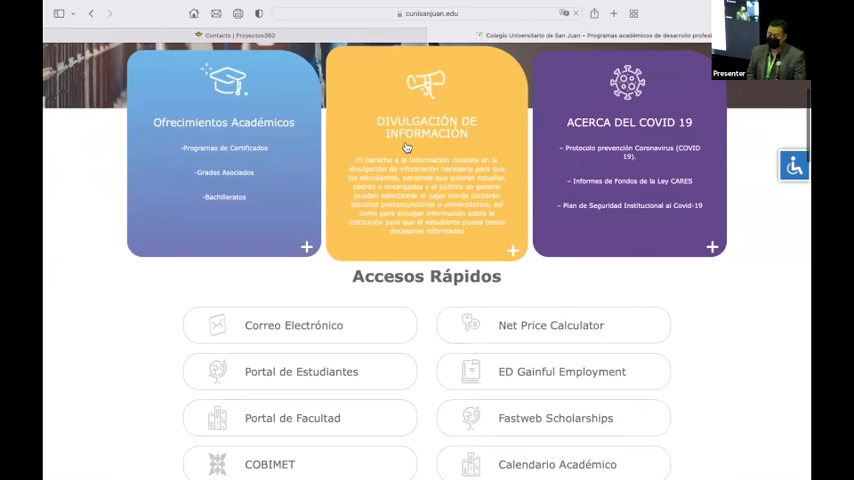 cunisanjuan.edu
Contacto | Proyectos360
Colegio Universitario de San Juan – Programas académicos de desarrollo profesi
Presenter
Ofrecimientos Académicos
-Programas de Certificados
-Grados Asociados
-Bachilleratos
DIVULGACIÓN DE
INFORMACIÓN
El Derecho a la Información consiste en la
divulgación de información necesaria para que
los estudiantes, personas que quieran estudiar,
padres o encargados y el público en general
puedan seleccionar el lugar donde cursarán
estudios postsecundarios o universitarios, así
como para divulgar información sobre la
institución para que el estudiante pueda tomar
decisiones informadas
ACERCA DEL COVID 19
– Protocolo prevención Coronavirus (COVID
19).
– Informes de Fondos de la Ley CARES
– Plan de Seguridad Institucional al Covid-19
Accesos Rápidos
Correo Electrónico
Net Price Calculator
Portal de Estudiantes
ED Gainful Employment
Portal de Facultad
Fastweb Scholarships
COBIMET
Calendario Académico